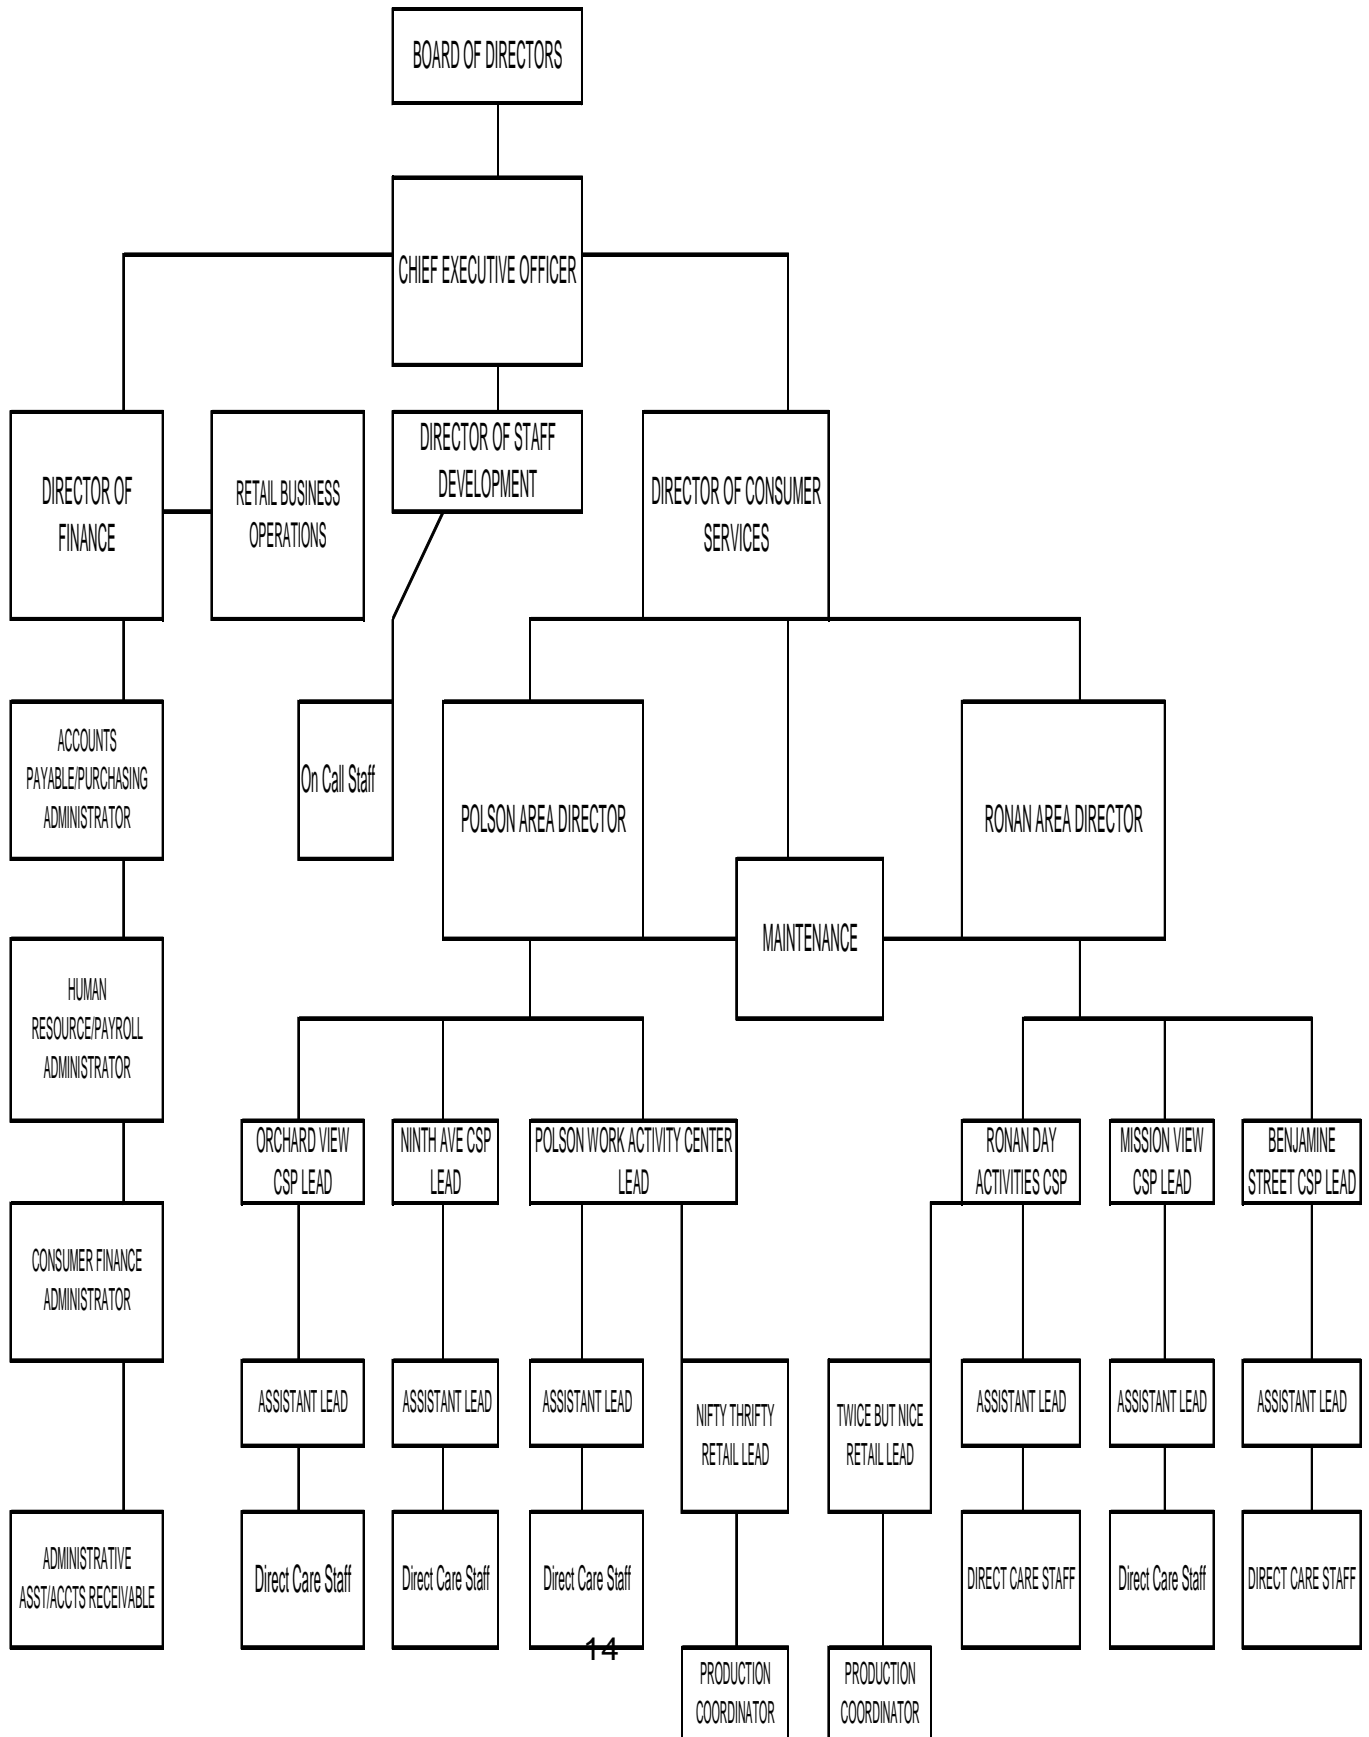 BOARD OF DIRECTORS
CHIEF EXECUTIVE OFFICER
DIRECTOR OF
FINANCE
RETAIL BUSINESS
OPERATIONS
DIRECTOR OF STAFF
DEVELOPMENT
DIRECTOR OF CONSUMER
SERVICES
ACCOUNTS
PAYABLE/PURCHASING
ADMINISTRATOR
On Call Staff
POLSON AREA DIRECTOR
RONAN AREA DIRECTOR
MAINTENANCE
HUMAN
RESOURCE/PAYROLL
ADMINISTRATOR
ORCHARD VIEW
CSP LEAD
NINTH AVE CSP
LEAD
POLSON WORK ACTIVITY CENTER
LEAD
RONAN DAY
ACTIVITIES CSP
MISSION VIEW
CSP LEAD
BENJAMINE
STREET CSP LEAD
CONSUMER FINANCE
ADMINISTRATOR
ASSISTANT LEAD
ASSISTANT LEAD
ASSISTANT LEAD
NIFTY THRIFTY
RETAIL LEAD
TWICE BUT NICE
RETAIL LEAD
ASSISTANT LEAD
ASSISTANT LEAD
ASSISTANT LEAD
ADMINISTRATIVE
ASST/ACCTS RECEIVABLE
Direct Care Staff
Direct Care Staff
Direct Care Staff
DIRECT CARE STAFF
Direct Care Staff
DIRECT CARE STAFF
14
PRODUCTION
COORDINATOR
PRODUCTION
COORDINATOR